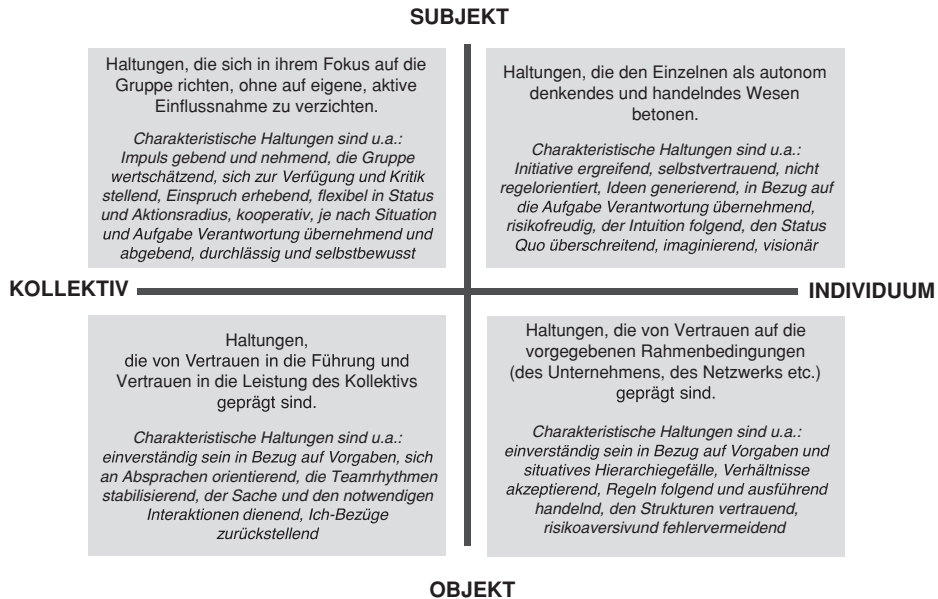 SUBJEKT
Haltungen, die sich in ihrem Fokus auf die
Gruppe richten, ohne auf eigene, aktive
Einflussnahme zu verzichten.
Charakteristische Haltungen sind u.a.:
Impuls gebend und nehmend, die Gruppe
wertschätzend, sich zur Verfügung und Kritik
stellend, Einspruch erhebend, flexibel in Status
und Aktionsradius, kooperativ, je nach Situation
und Aufgabe Verantwortung übernehmend und
abgebend, durchlässig und selbstbewusst
Haltungen, die den Einzelnen als autonom
denkendes und handelndes Wesen
betonen.
Charakteristische Haltungen sind u.a.:
Initiative ergreifend, selbstvertrauend, nicht
regelorientiert, Ideen generierend, in Bezug auf
die Aufgabe Verantwortung übernehmend,
risikofreudig, der Intuition folgend, den Status
Quo überschreitend, imaginierend, visionär
KOLLEKTIV
INDIVIDUUM
Haltungen,
die von Vertrauen in die Führung und
Vertrauen in die Leistung des Kollektivs
geprägt sind.
Charakteristische Haltungen sind u.a.:
einverständig sein in Bezug auf Vorgaben, sich
an Absprachen orientierend, die Teamrhythmen
stabilisierend, der Sache und den notwendigen
Interaktionen dienend, Ich-Bezüge
zurückstellend
Haltungen, die von Vertrauen auf die
vorgegebenen Rahmenbedingungen
(des Unternehmens, des Netzwerks etc.)
geprägt sind.
Charakteristische Haltungen sind u.a.:
einverständig sein in Bezug auf Vorgaben und
situatives Hierarchiegefälle, Verhältnisse
akzeptierend, Regeln folgend und ausführend
handelnd, den Strukturen vertrauend,
risikoaversivund fehlervermeidend
OBJEKT